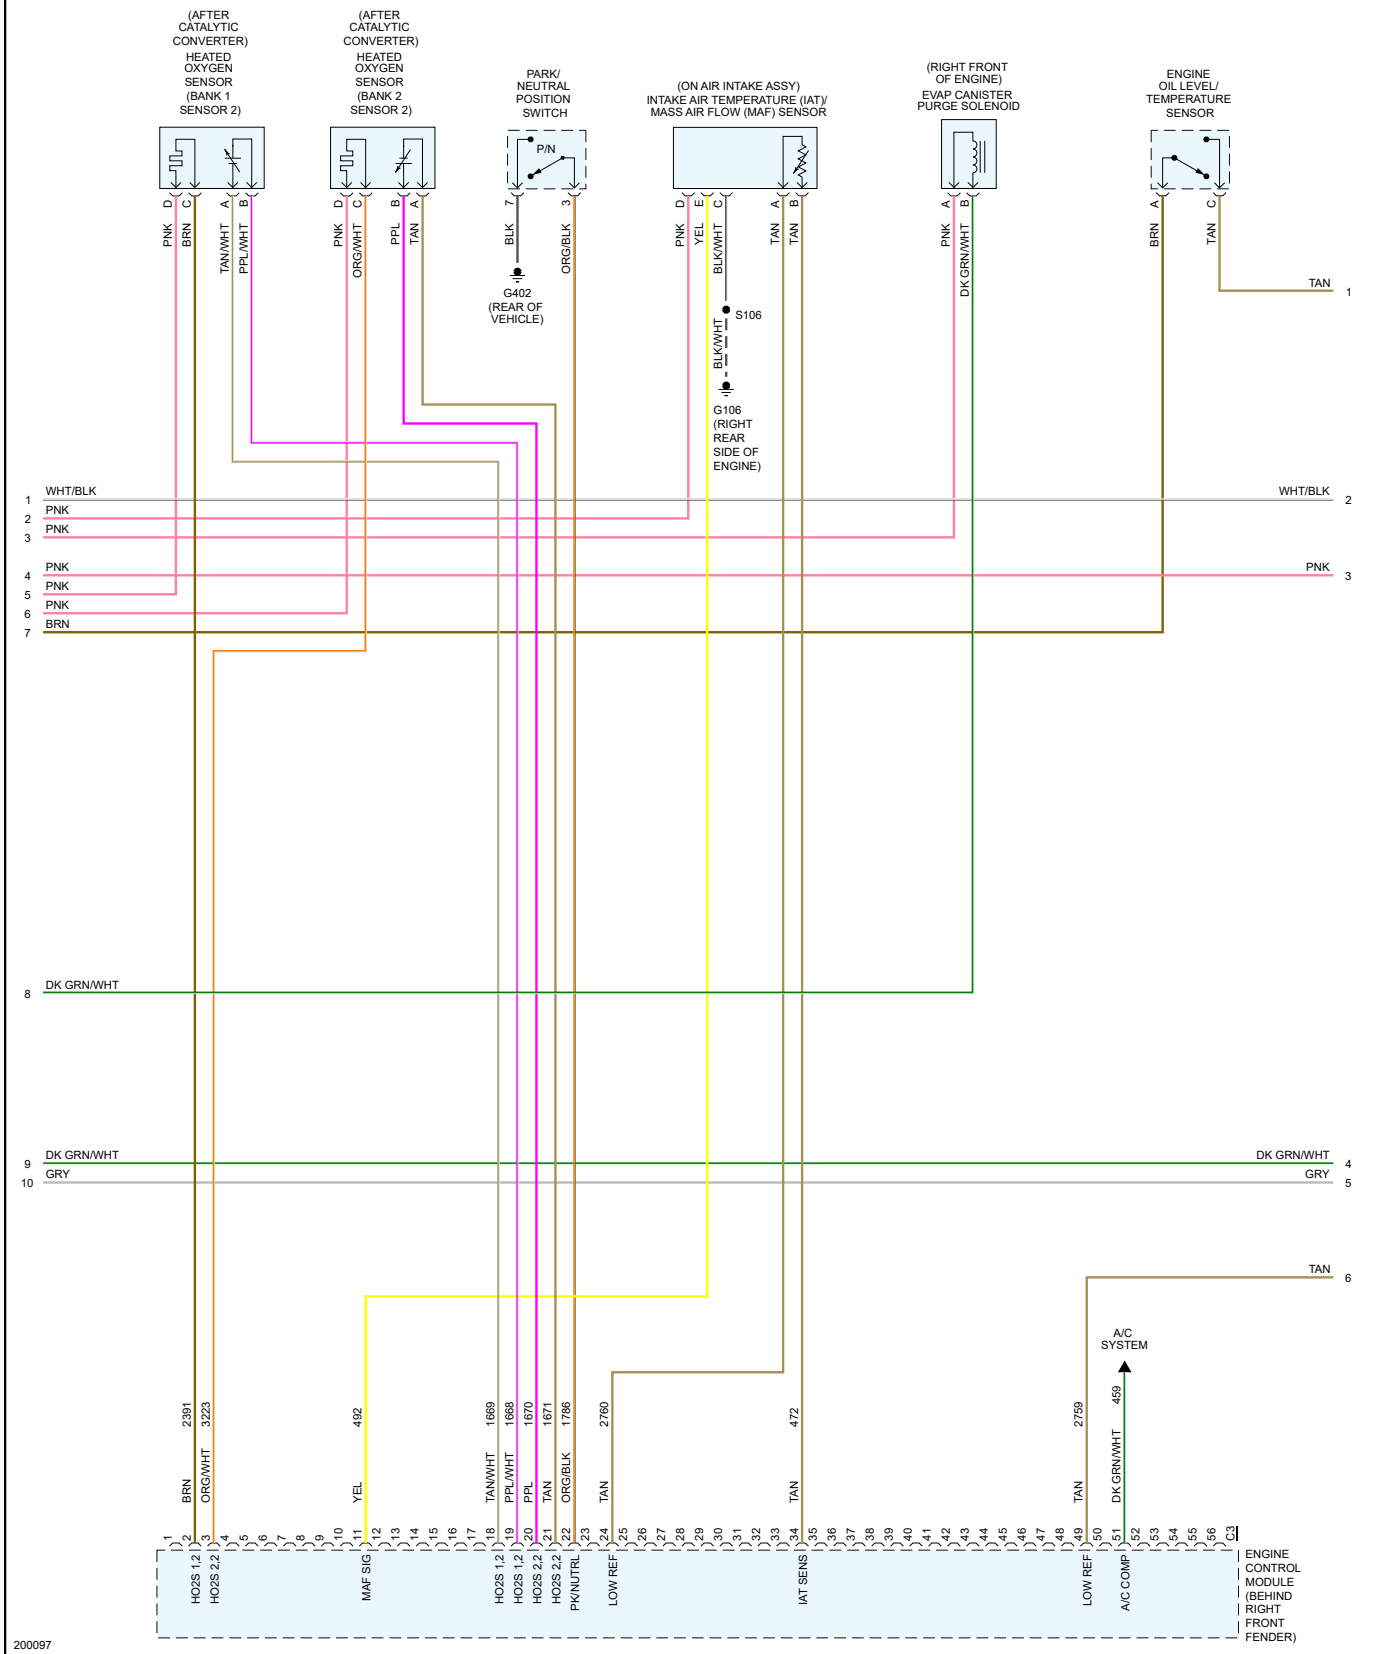 (AFTER
CATALYTIC
CONVERTER)
HEATED
OXYGEN
SENSOR
(BANK 1
SENSOR 2)
(AFTER
CATALYTIC
CONVERTER)
HEATED
OXYGEN
SENSOR
(BANK 2
SENSOR 2)
PARK/
NEUTRAL
POSITION
SWITCH
(ON AIR INTAKE ASSY)
INTAKE AIR TEMPERATURE (IAT)/
MASS AIR FLOW (MAF) SENSOR
(RIGHT FRONT
OF ENGINE)
EVAP CANISTER
PURGE SOLENOID
ENGINE
OIL LEVEL/
TEMPERATURE
SENSOR
P/N
D
C
A
B
D
C
B
A
7
3
D
E
C
A
B
A
B
A
C
PNK
BRN
TAN/WHT
PPL/WHT
PNK
ORG/WHT
PPL
TAN
BLK
ORG/BLK
PNK
YEL
BLK/WHT
TAN
TAN
PNK
DK GRN/WHT
BRN
TAN
G402
(REAR OF
VEHICLE)
S106
BLK/WHT
G106
(RIGHT
REAR
SIDE OF
ENGINE)
TAN 1
1 WHT/BLK
WHT/BLK 2
2 PNK
3 PNK
4 PNK
PNK 3
5 PNK
6 PNK
7 BRN
8 DK GRN/WHT
9 DK GRN/WHT
DK GRN/WHT 4
10 GRY
GRY 5
TAN 6
A/C
SYSTEM
2391
3223
492
1669
1668
1670
1671
1786
2760
472
2759
459
BRN
ORG/WHT
YEL
TAN/WHT
PPL/WHT
PPL
TAN
ORG/BLK
TAN
TAN
TAN
DK GRN/WHT
1
2
3
4
5
6
7
8
9
10
11
12
13
14
15
16
17
18
19
20
21
22
23
24
25
26
27
28
29
30
31
32
33
34
35
36
37
38
39
40
41
42
43
44
45
46
47
48
49
50
51
52
53
54
55
56
C3
HO2S 1,2
HO2S 2,2
MAF SIG
HO2S 1,2
HO2S 1,2
HO2S 2,2
HO2S 2,2
PK/NUTRL
LOW REF
IAT SENS
LOW REF
A/C COMP
ENGINE
CONTROL
MODULE
(BEHIND
RIGHT
FRONT
FENDER)
200097